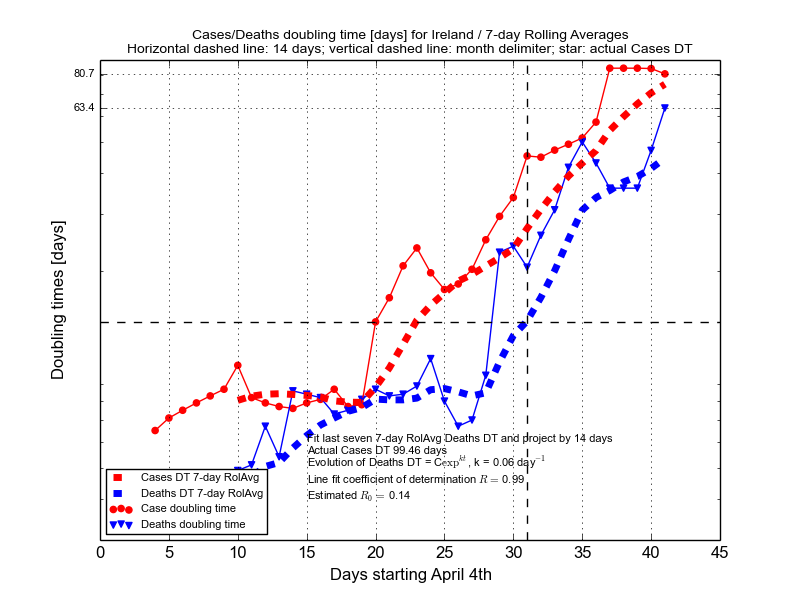 Cases/Deaths doubling time [days] for Ireland / 7-day Rolling Averages
Horizontal dashed line: 14 days; vertical dashed line: month delimiter; star: actual Cases DT
80.7
63.4
Doubling times [days]
Fit last seven 7-day RolAvg Deaths DT and project by 14 days
Actual Cases DT 99.46 days
Evolution of Deaths DT = Cexp^{kt}, k = 0.06 day^{-1}
Line fit coefficient of determination R = 0.99
Estimated R_0 = 0.14
Cases DT 7-day RolAvg
Deaths DT 7-day RolAvg
Case doubling time
Deaths doubling time
0 5 10 15 20 25 30 35 40 45
Days starting April 4th